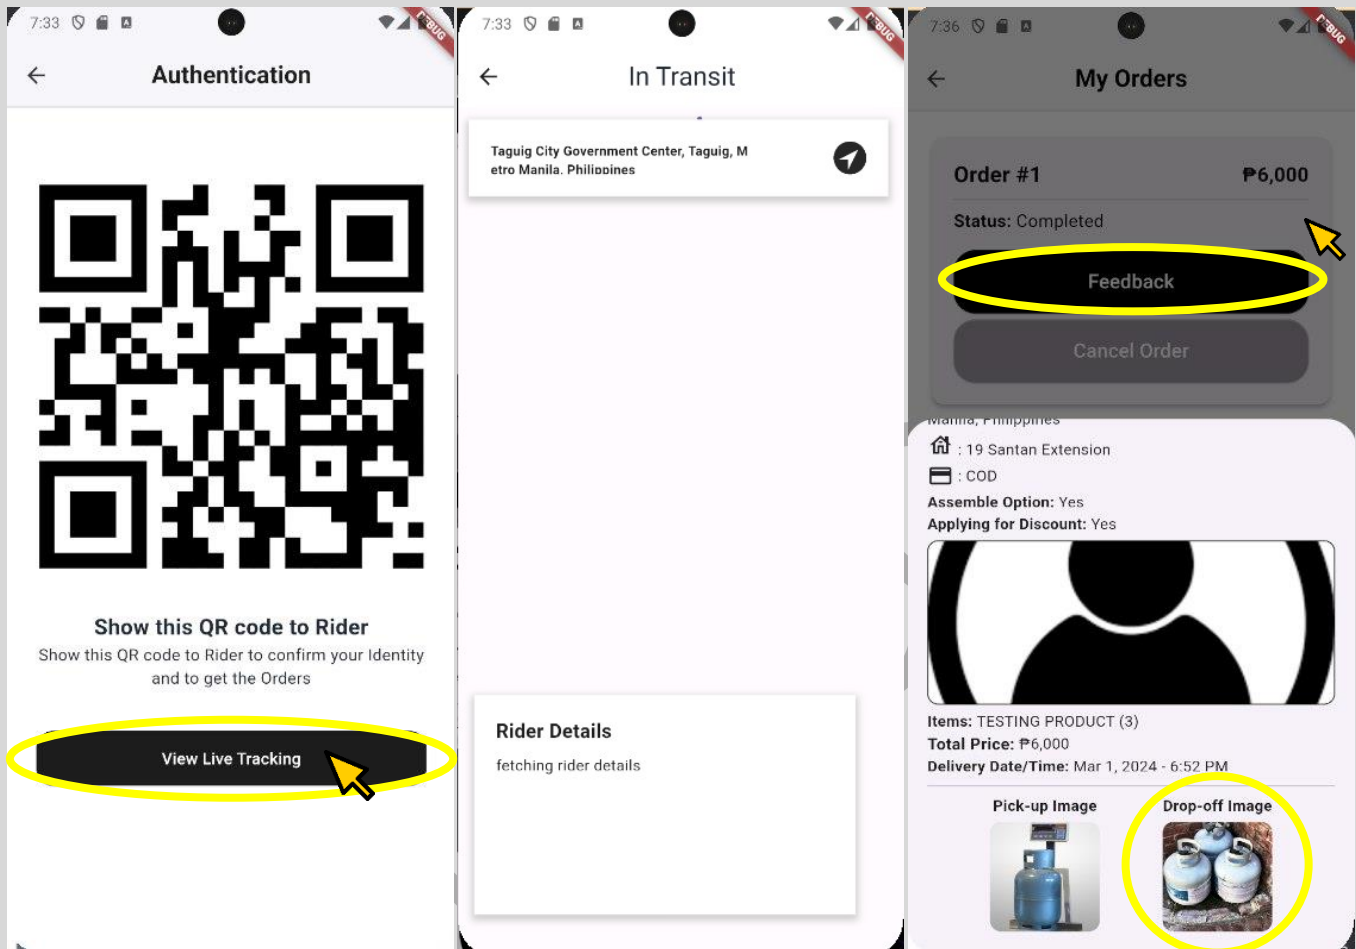 7:33
DEBUG
Authentication
Show this QR code to Rider
Show this QR code to Rider to confirm your Identity
and to get the Orders
View Live Tracking
7:33
DEBUG
In Transit
Taguig City Government Center, Taguig, M
etro Manila, Philippines
Rider Details
fetching rider details
7:36
DEBUG
My Orders
Order #1 ₱6,000
Status: Completed
Feedback
Cancel Order
Manila, Philippines
: 19 Santan Extension
: COD
Assemble Option: Yes
Applying for Discount: Yes
Items: TESTING PRODUCT (3)
Total Price: ₱6,000
Delivery Date/Time: Mar 1, 2024 - 6:52 PM
Pick-up Image Drop-off Image